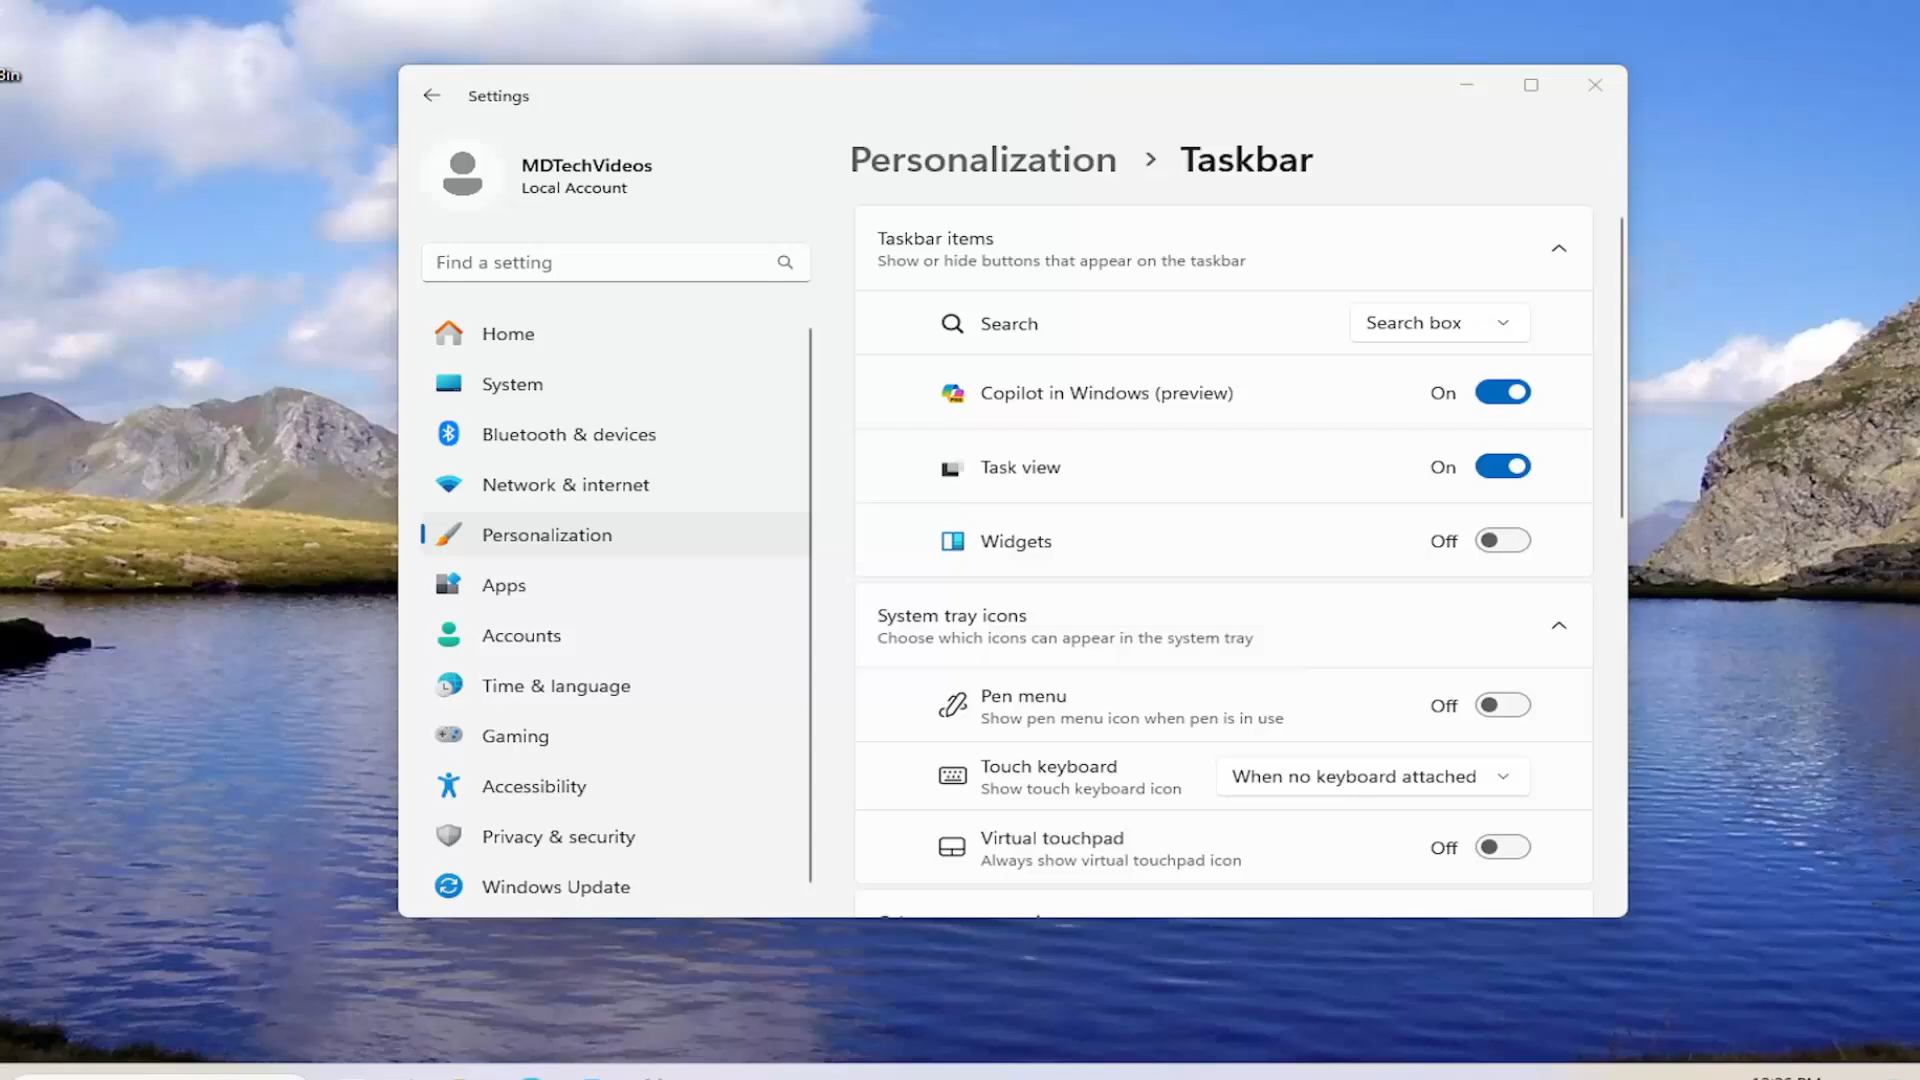 Bin
Settings
MDTechVideos
Local Account
Find a setting
Home
System
Bluetooth & devices
Network & internet
Personalization
Apps
Accounts
Time & language
Gaming
Accessibility
Privacy & security
Windows Update
Personalization > Taskbar
Taskbar items
Show or hide buttons that appear on the taskbar
Search
Search box
Copilot in Windows (preview)
On
Task view
On
Widgets
Off
System tray icons
Choose which icons can appear in the system tray
Pen menu
Show pen menu icon when pen is in use
Off
Touch keyboard
Show touch keyboard icon
When no keyboard attached
Virtual touchpad
Always show virtual touchpad icon
Off